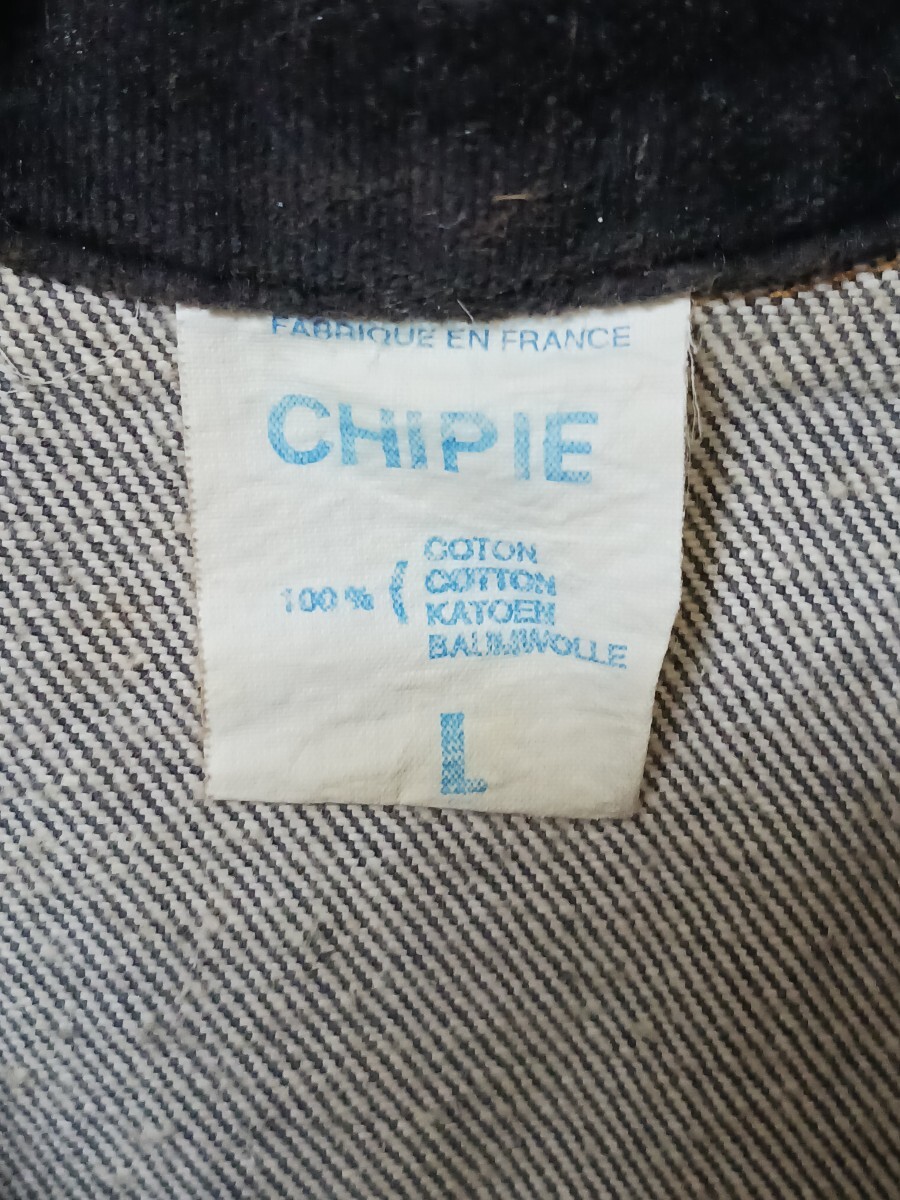 FABRIQUE EN FRANCE
CHIPIE
100% ( COTON
COTTON
KATOEN
BAUMWOLLE
L